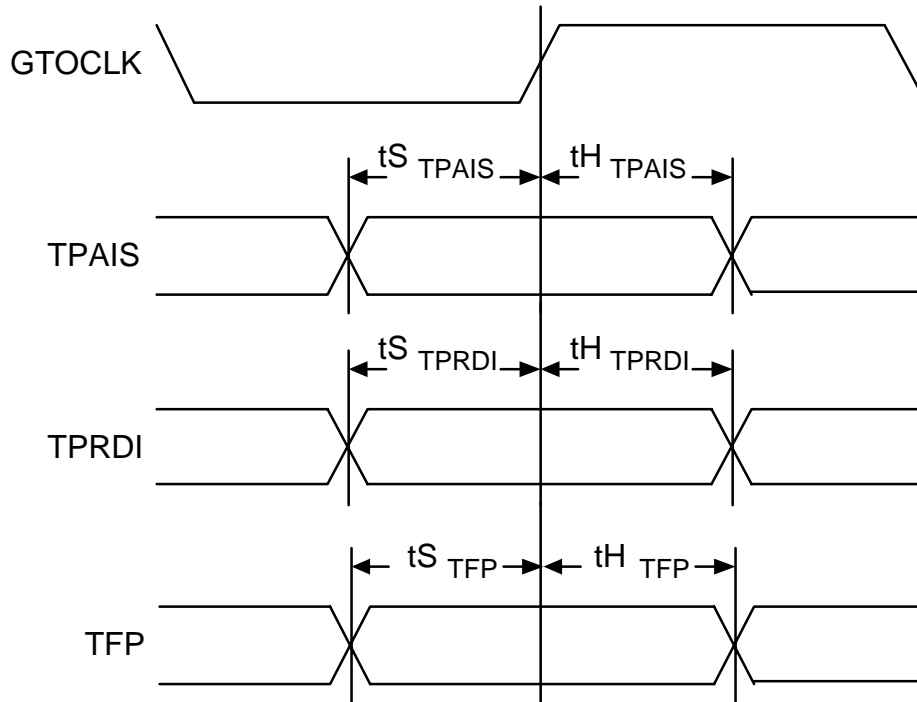 GTOCLK
tS TPAIS tH TPAIS
TPAIS
tS TPRDI tH TPRDI
TPRDI
tS TFP tH TFP
TFP